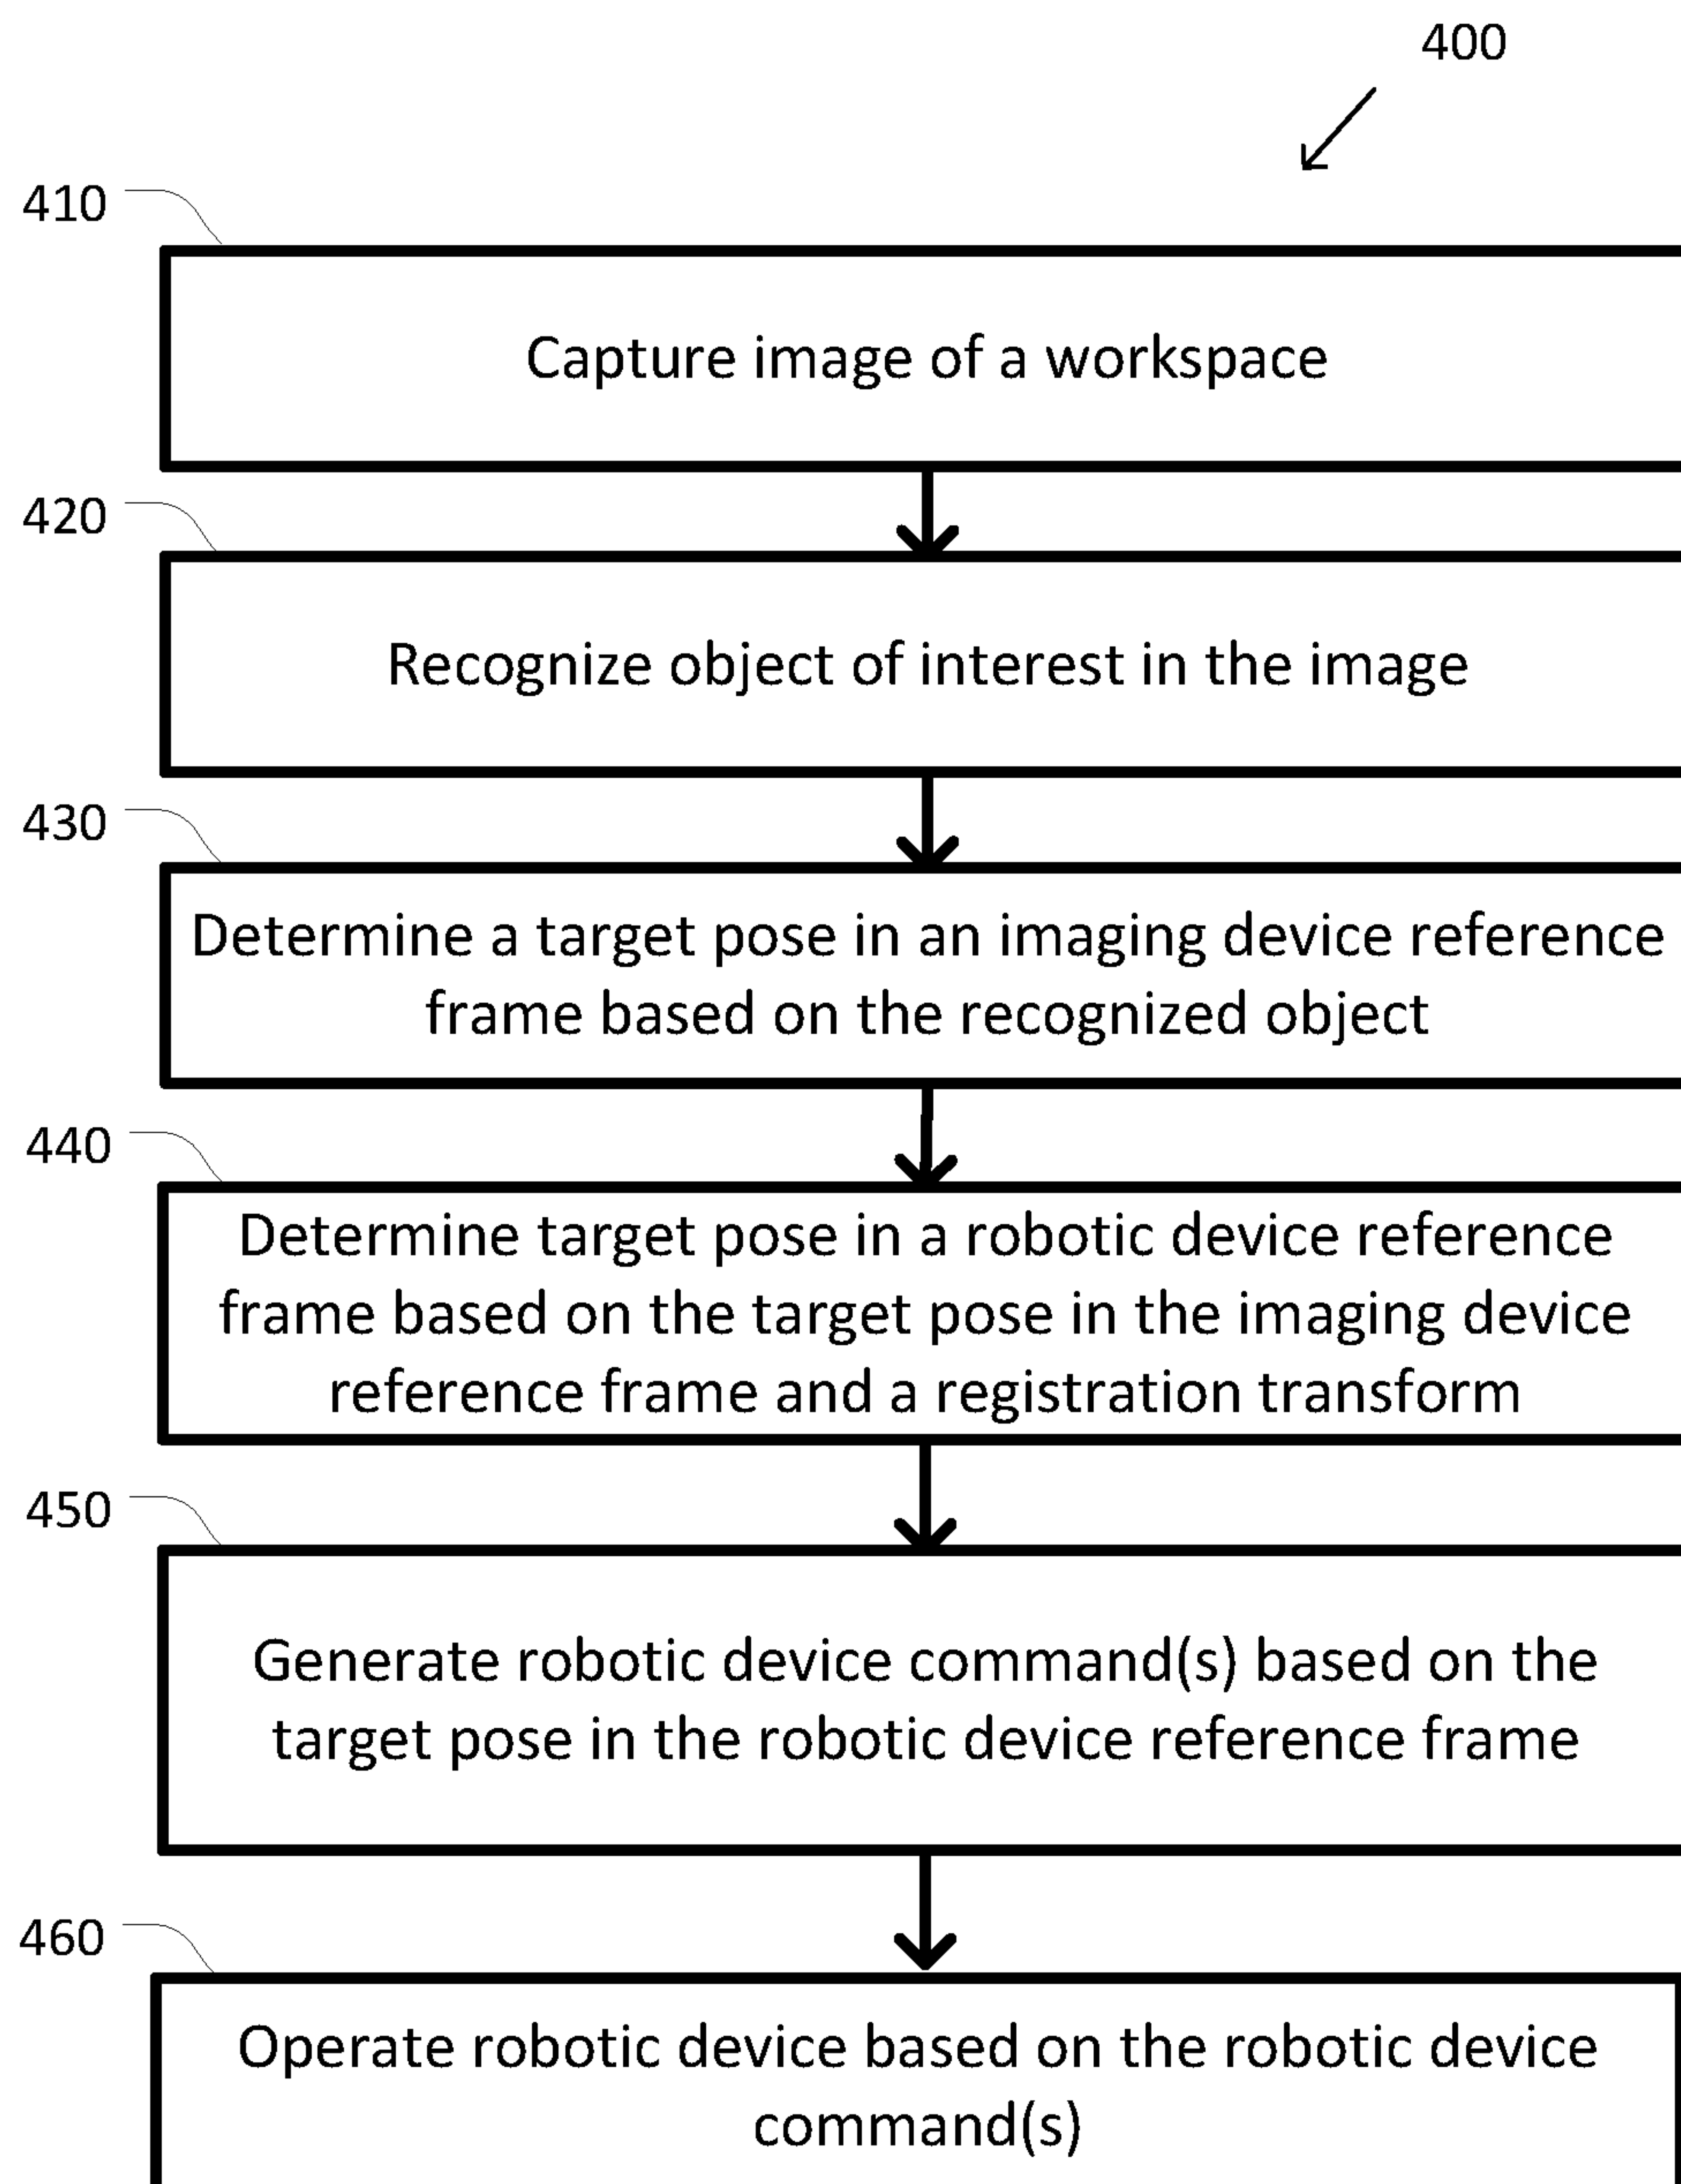 400
410
Capture image of a workspace
420
Recognize object of interest in the image
430
Determine a target pose in an imaging device reference
frame based on the recognized object
440
Determine target pose in a robotic device reference
frame based on the target pose in the imaging device
reference frame and a registration transform
450
Generate robotic device command(s) based on the
target pose in the robotic device reference frame
460
Operate robotic device based on the robotic device
command(s)